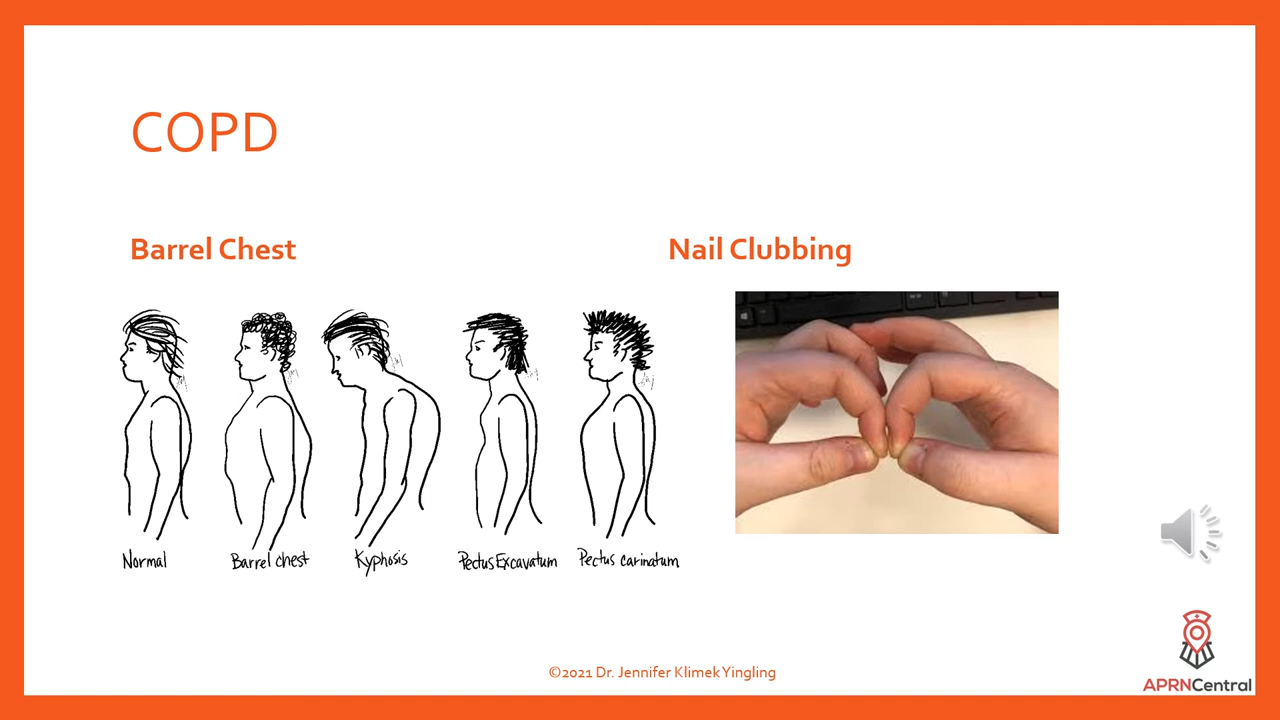 COPD
Barrel Chest
Nail Clubbing
Normal
Barrel chest
Kyphosis
Pectus Excavatum
Pectus carinatum
©2021 Dr. Jennifer Klimek Yingling
APRNCentral